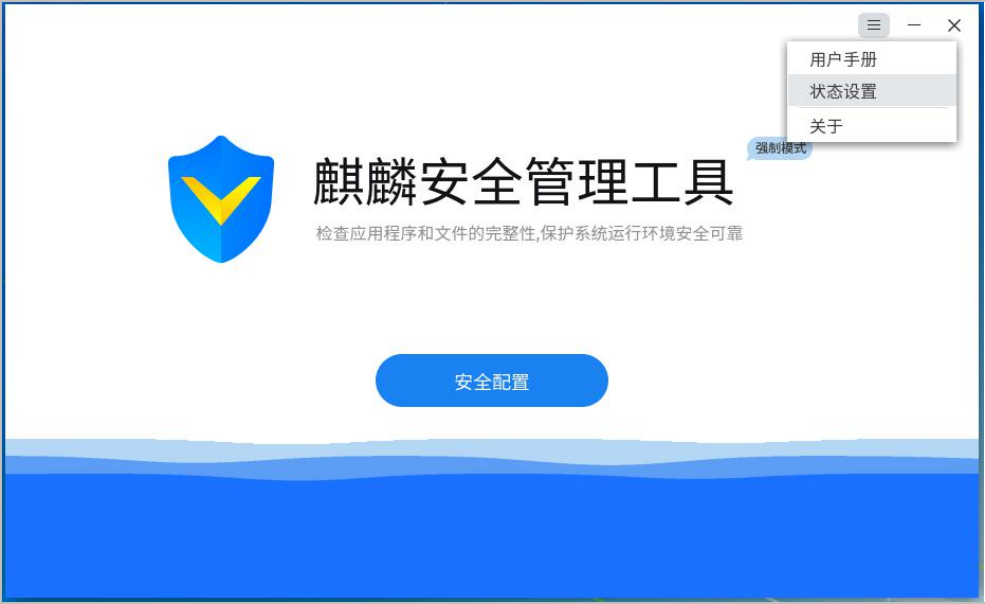 用户手册
状态设置
关于
强制模式
麒麟安全管理工具
检查应用程序和文件的完整性,保护系统运行环境安全可靠
安全配置